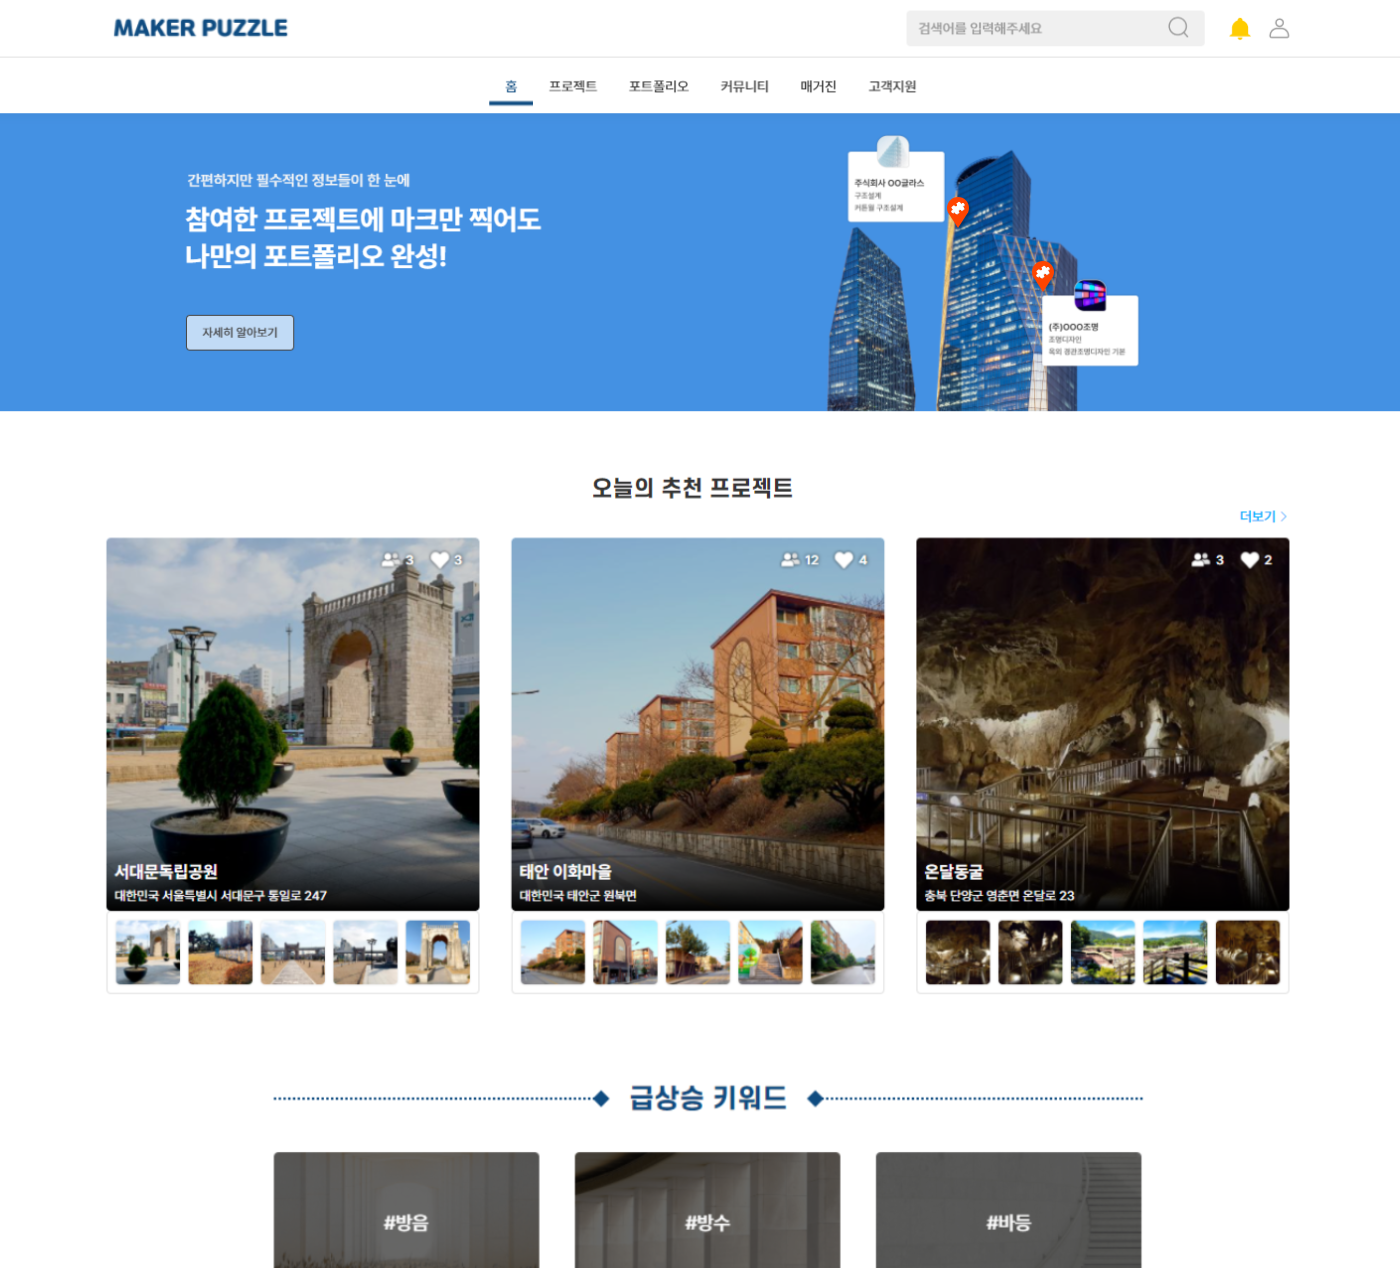 MAKER PUZZLE
검색어를 입력해주세요
홈
프로젝트
포트폴리오
커뮤니티
매거진
고객지원
간편하지만 필수적인 정보들이 한 눈에
참여한 프로젝트에 마크만 찍어도
나만의 포트폴리오 완성!
자세히 알아보기
주식회사 OO글라스
구조설계
커튼월 구조설계
(주)OOO조명
조명디자인
옥외 경관조명디자인 기본
오늘의 추천 프로젝트
더보기
3 3
서대문독립공원
대한민국 서울특별시 서대문구 통일로 247
12 4
태안 이화마을
대한민국 태안군 원북면
3 2
온달동굴
충북 단양군 영춘면 온달로 23
급상승 키워드
#방음
#방수
#바등